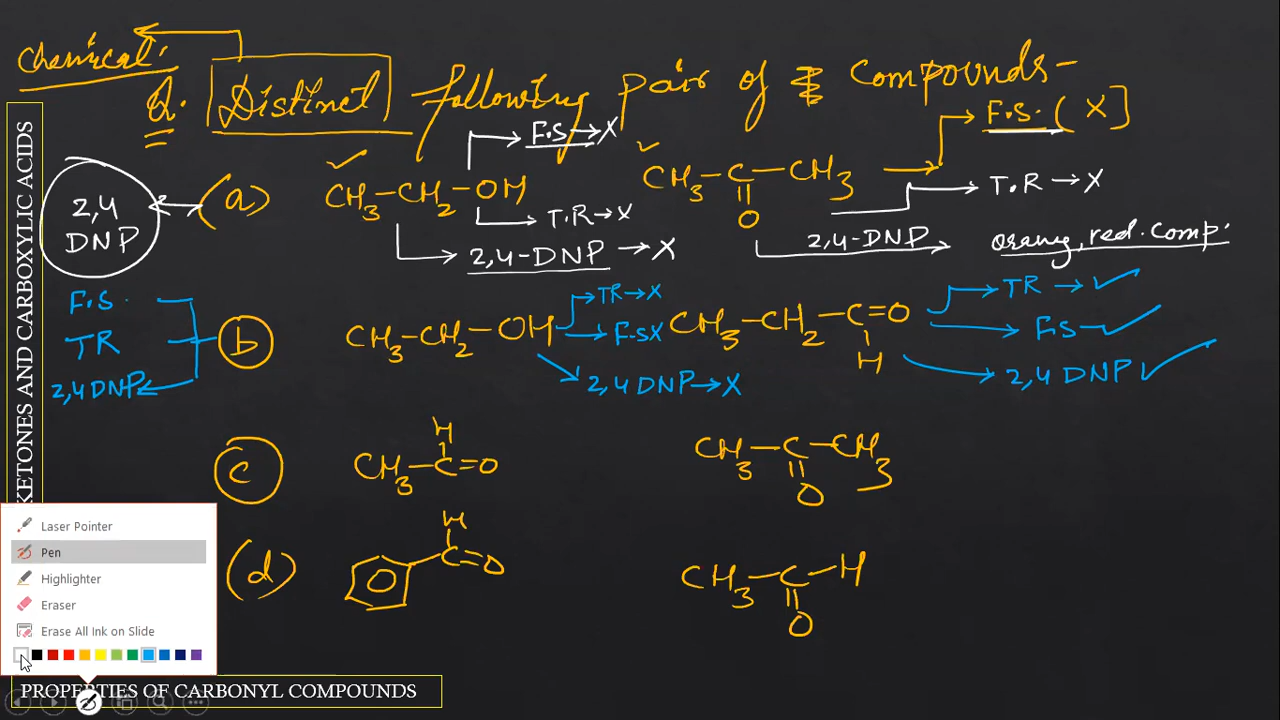 Chemical.
Q. Distinct following pair of compounds-
F.S → X
F.S. ( X ]
(a) CH3-CH2-OH
CH3-C-CH3
O
T.R → X
T.R → X
2,4 DNP
2,4-DNP → X
2,4-DNP
orang, red. comp.
F.S.
TR
2,4 DNP
(b) CH3-CH2-OH
TR → X
F.S X
2,4 DNP → X
CH3-CH2-C=O
H
TR → ✓
F.S ✓
2,4 DNP ✓
(c) CH3-C=O
H
CH3-C-CH3
O
(d)
H
C=O
CH3-C-H
O
KETONES AND CARBOXYLIC ACIDS
Laser Pointer
Pen
Highlighter
Eraser
Erase All Ink on Slide
PROPERTIES OF CARBONYL COMPOUNDS